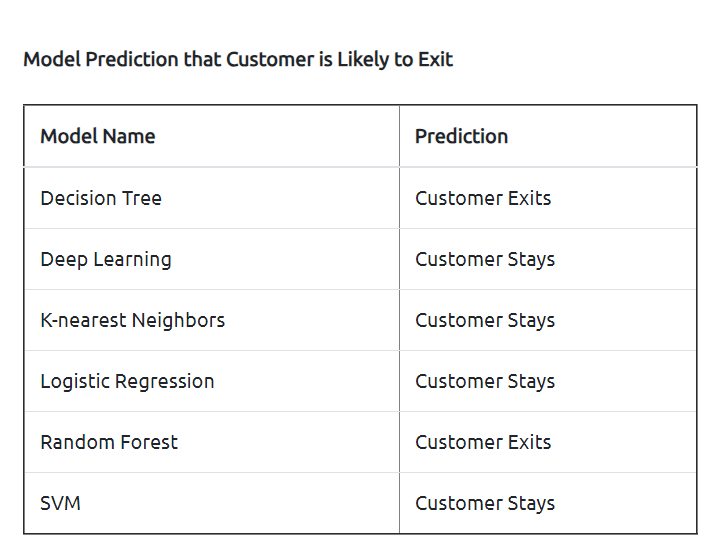 Model Prediction that Customer is Likely to Exit
Model Name Prediction
Decision Tree Customer Exits
Deep Learning Customer Stays
K-nearest Neighbors Customer Stays
Logistic Regression Customer Stays
Random Forest Customer Exits
SVM Customer Stays